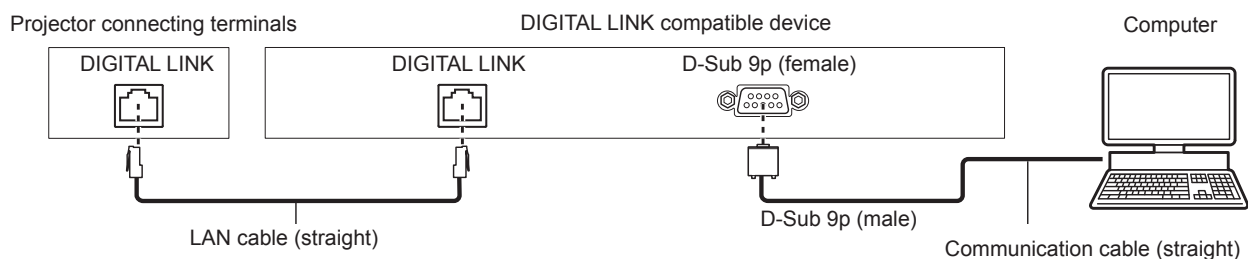 Projector connecting terminals
DIGITAL LINK compatible device
Computer
DIGITAL LINK
DIGITAL LINK
D-Sub 9p (female)
D-Sub 9p (male)
LAN cable (straight)
Communication cable (straight)